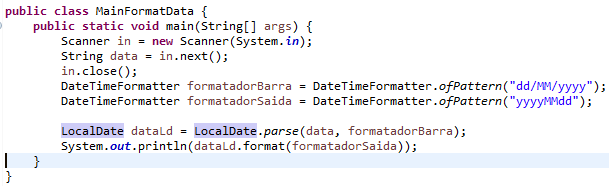 public class MainFormatData {
    public static void main(String[] args) {
        Scanner in = new Scanner(System.in);
        String data = in.next();
        in.close();
        DateTimeFormatter formatadorBarra = DateTimeFormatter.ofPattern("dd/MM/yyyy");
        DateTimeFormatter formatadorSaida = DateTimeFormatter.ofPattern("yyyyMMdd");

        LocalDate dataLd = LocalDate.parse(data, formatadorBarra);
        System.out.println(dataLd.format(formatadorSaida));
    }
}